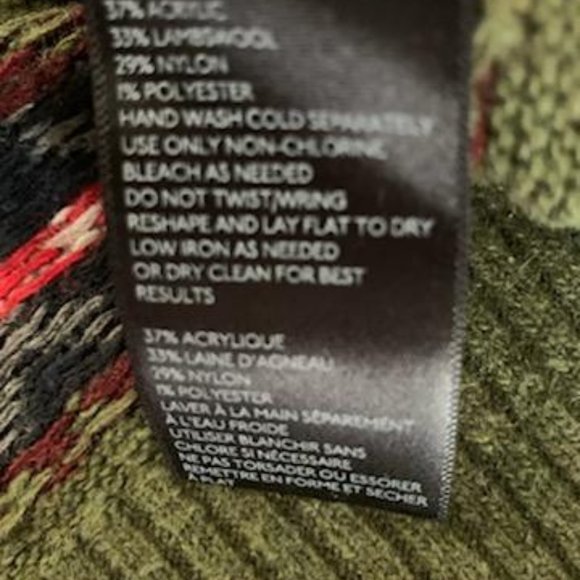 37% ACRYLIC
33% LAMBSWOOL
29% NYLON
1% POLYESTER
HAND WASH COLD SEPARATELY
USE ONLY NON-CHLORINE
BLEACH AS NEEDED
DO NOT TWIST/WRING
RESHAPE AND LAY FLAT TO DRY
LOW IRON AS NEEDED
OR DRY CLEAN FOR BEST
RESULTS
37% ACRYLIQUE
33% LAINE D'AGNEAU
29% NYLON
1% POLYESTER
LAVER À LA MAIN SÉPARÉMENT
À L'EAU FROIDE
UTILISER BLANCHIR SANS
CHLORE SI NÉCESSAIRE
NE PAS TORSADER OU ESSORER
REMETTRE EN FORME ET SECHER
À PLAT